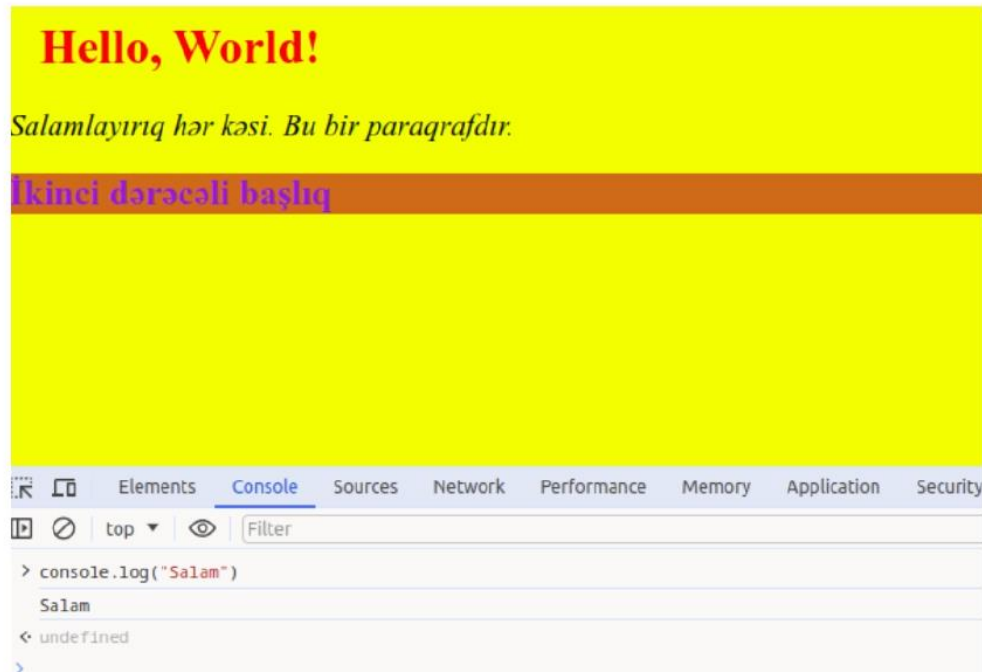 Hello, World!
Salamlayırıq hər kəsi. Bu bir paraqrafdır.
İkinci dərəcəli başlıq
Elements Console Sources Network Performance Memory Application Security
top Filter
> console.log("Salam")
Salam
undefined
>